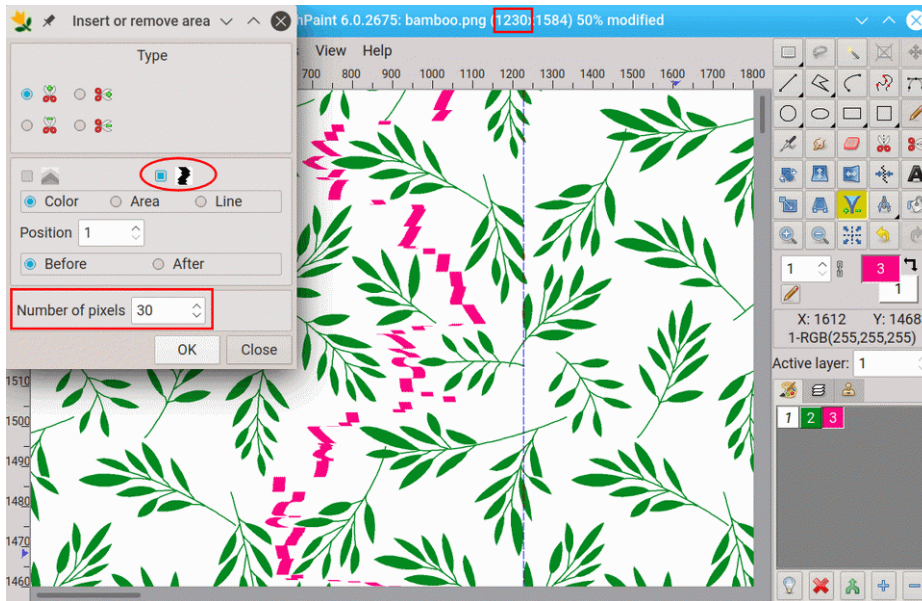 Insert or remove area
hPaint 6.0.2675: bamboo.png (1230x1584) 50% modified
Type
View Help
700 800 900 1000 1100 1200 1300 1400 1500 1600 1700 1800
Color Area Line
Position 1
Before After
Number of pixels 30
OK Close
1510
1500
1490
1480
1470
1460
A
1 3
1
X: 1612 Y: 1468
1-RGB(255,255,255)
Active layer: 1
1 2 3